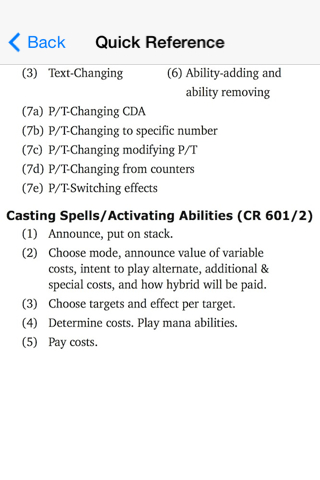 Back Quick Reference
(3) Text-Changing (6) Ability-adding and
ability removing
(7a) P/T-Changing CDA
(7b) P/T-Changing to specific number
(7c) P/T-Changing modifying P/T
(7d) P/T-Changing from counters
(7e) P/T-Switching effects
Casting Spells/Activating Abilities (CR 601/2)
(1) Announce, put on stack.
(2) Choose mode, announce value of variable
costs, intent to play alternate, additional &
special costs, and how hybrid will be paid.
(3) Choose targets and effect per target.
(4) Determine costs. Play mana abilities.
(5) Pay costs.